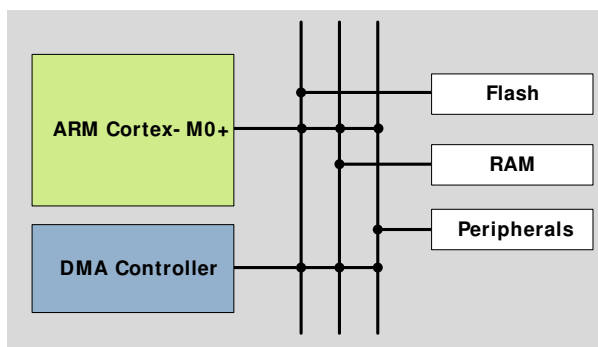 Flash
ARM Cortex- M0+
RAM
Peripherals
DMA Controller